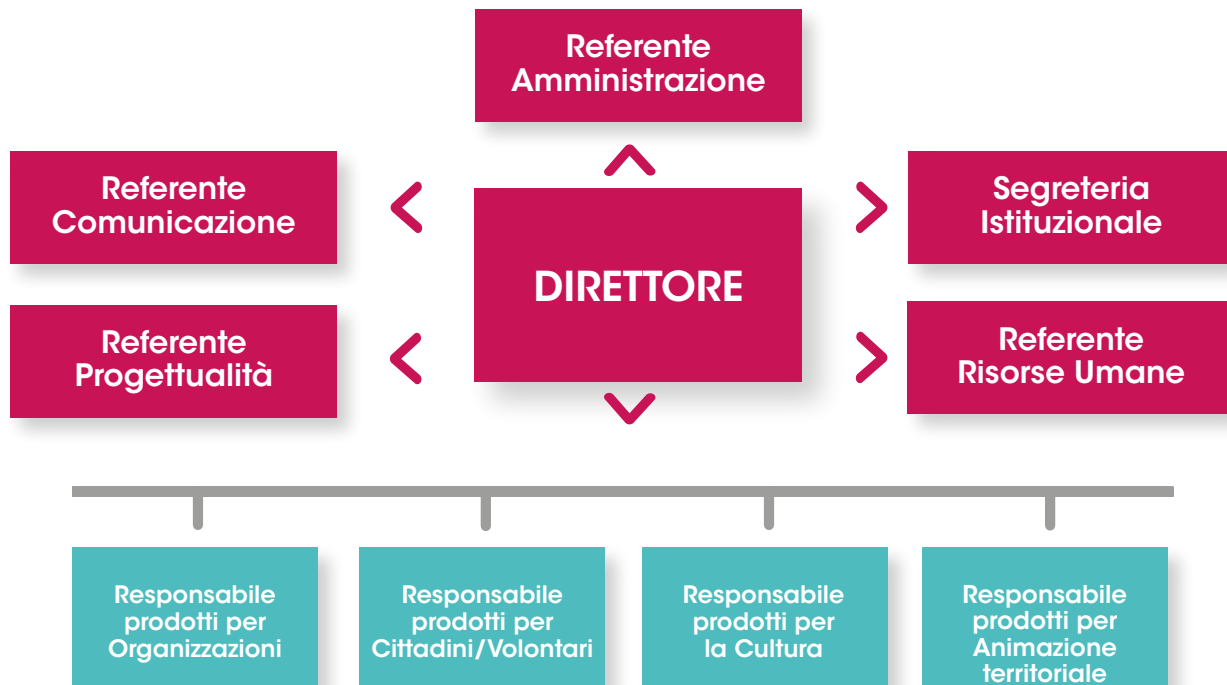 Referente
Amministrazione
Referente
Comunicazione
Segreteria
Istituzionale
DIRETTORE
Referente
Progettualità
Referente
Risorse Umane
Responsabile
prodotti per
Organizzazioni
Responsabile
prodotti per
Cittadini/Volontari
Responsabile
prodotti per
la Cultura
Responsabile
prodotti per
Animazione
territoriale